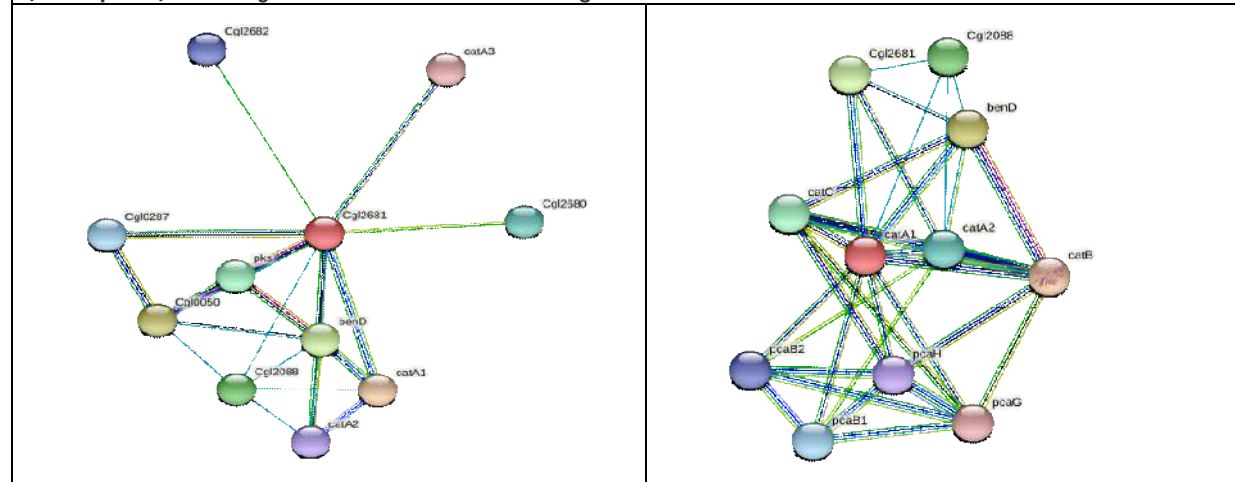 Cgl2682
catA3
Cgl2681
Cgl2680
Cgl0287
pks
Cgl0050
benD
Cgl2088
catA1
catA2
Cgl2681
Cgl2088
benD
catC
catA1
catA2
catB
pcaB2
pcaH
pcaG
pcaB1